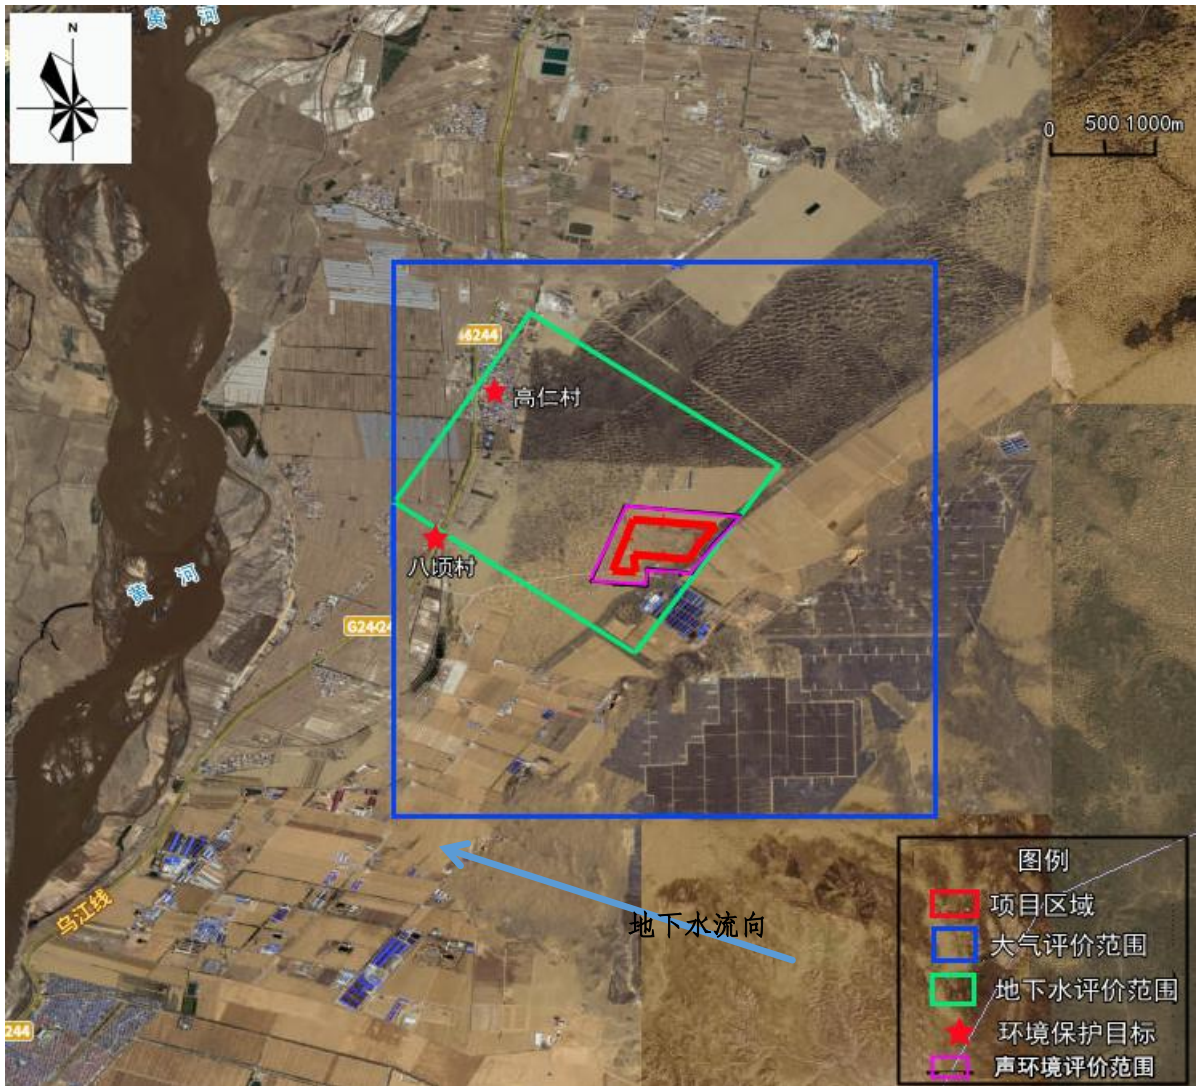 黄 河
N
0 500 1000m
G244
高仁村
八顷村
黄 河
G244
乌江线
地下水流向
244
图例
项目区域
大气评价范围
地下水评价范围
环境保护目标
声环境评价范围